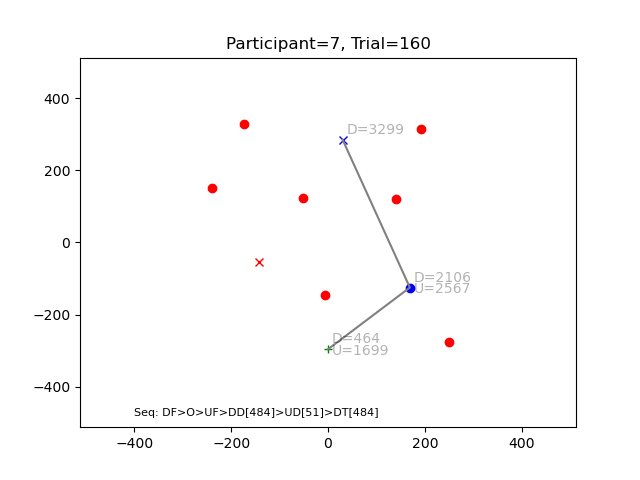 Participant=7, Trial=160
400
200
0
−200
−400
D=3299
D=2106
U=2567
D=464
U=1699
Seq: DF>O>UF>DD[484]>UD[51]>DT[484]
−400 −200 0 200 400